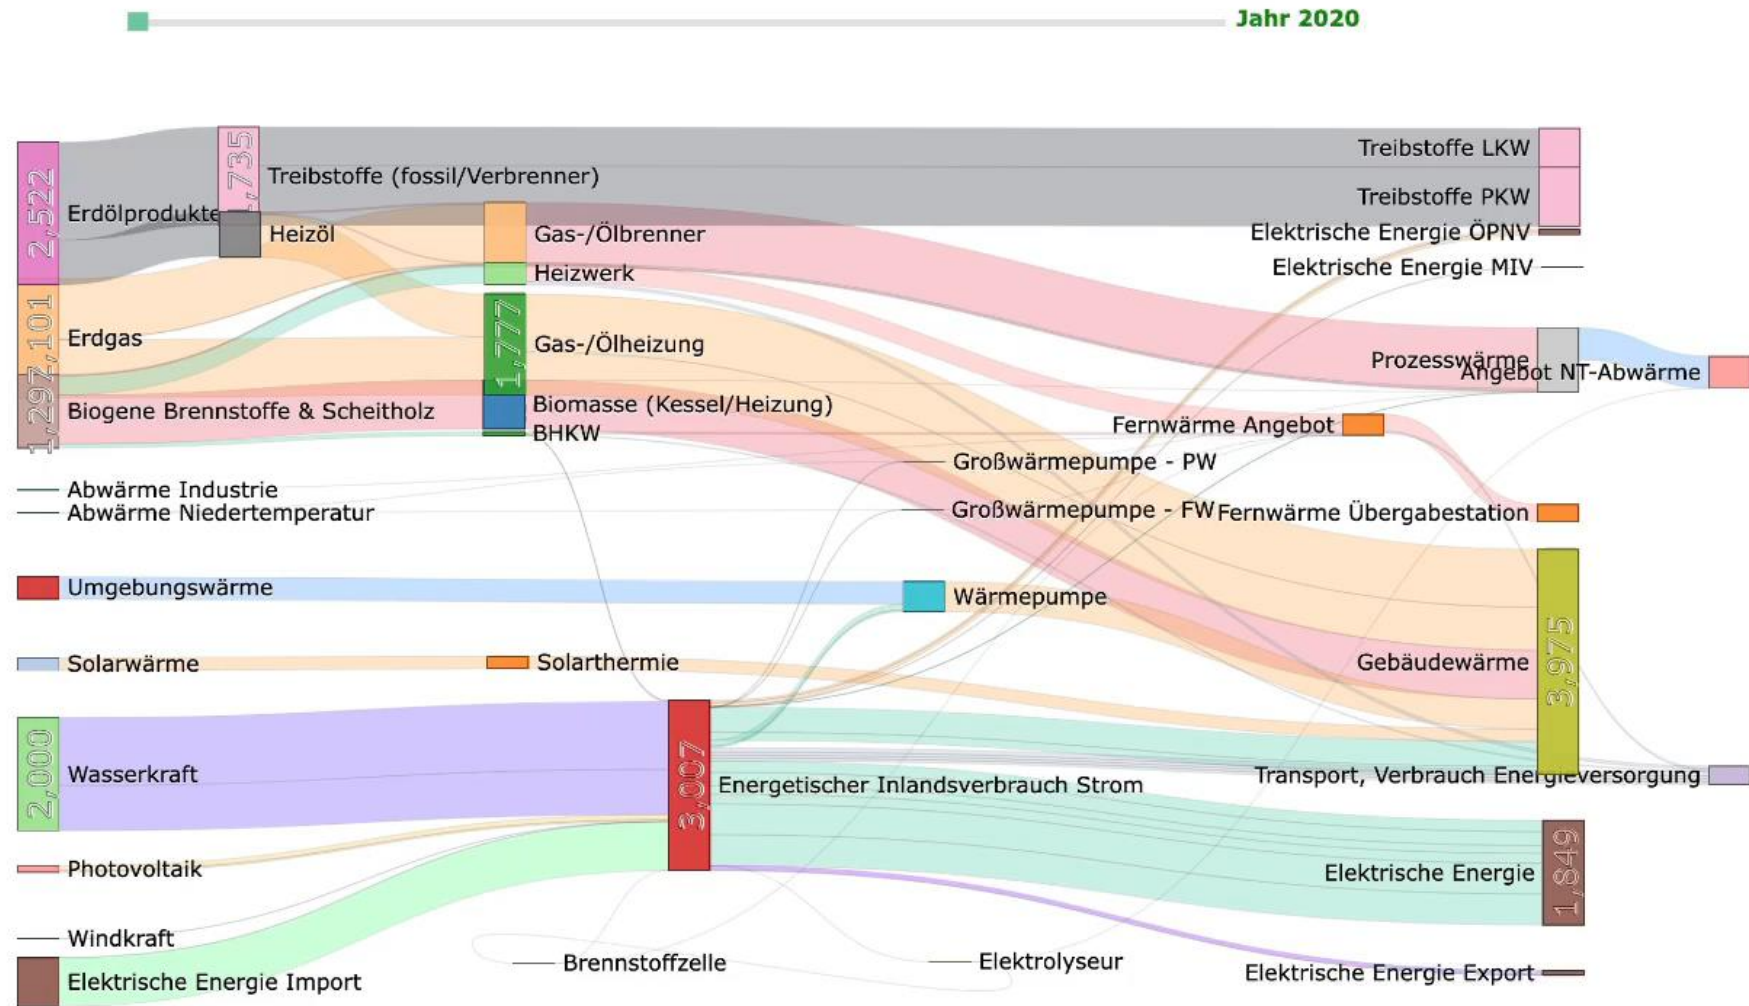 Jahr 2020
2,522
Erdölprodukte
1,735
Treibstoffe (fossil/Verbrenner)
Heizöl
Erdgas
1,297
Biogene Brennstoffe & Scheitholz
Gas-/Ölbrenner
Heizwerk
1,777
Gas-/Ölheizung
Biomasse (Kessel/Heizung)
BHKW
Treibstoffe LKW
Treibstoffe PKW
Elektrische Energie ÖPNV
Elektrische Energie MIV
Prozesswärme
Angebot NT-Abwärme
Fernwärme Angebot
Großwärmepumpe - PW
Abwärme Industrie
Abwärme Niedertemperatur
Großwärmepumpe - FW
Fernwärme Übergabestation
Umgebungswärme
Wärmepumpe
Solarwärme
Solarthermie
Gebäudewärme
3,975
2,000
Wasserkraft
3,007
Energetischer Inlandsverbrauch Strom
Transport, Verbrauch Energieversorgung
Photovoltaik
Elektrische Energie
1,849
Windkraft
Elektrische Energie Import
Brennstoffzelle
Elektrolyseur
Elektrische Energie Export